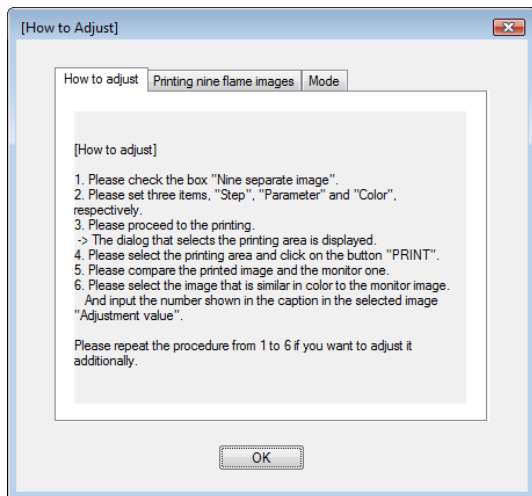 [How to Adjust]
How to adjust
Printing nine flame images
Mode
[How to adjust]
1. Please check the box "Nine separate image".
2. Please set three items, "Step", "Parameter" and "Color",
respectively.
3. Please proceed to the printing.
-> The dialog that selects the printing area is displayed.
4. Please select the printing area and click on the button "PRINT".
5. Please compare the printed image and the monitor one.
6. Please select the image that is similar in color to the monitor image.
And input the number shown in the caption in the selected image
"Adjustment value".
Please repeat the procedure from 1 to 6 if you want to adjust it
additionally.
OK